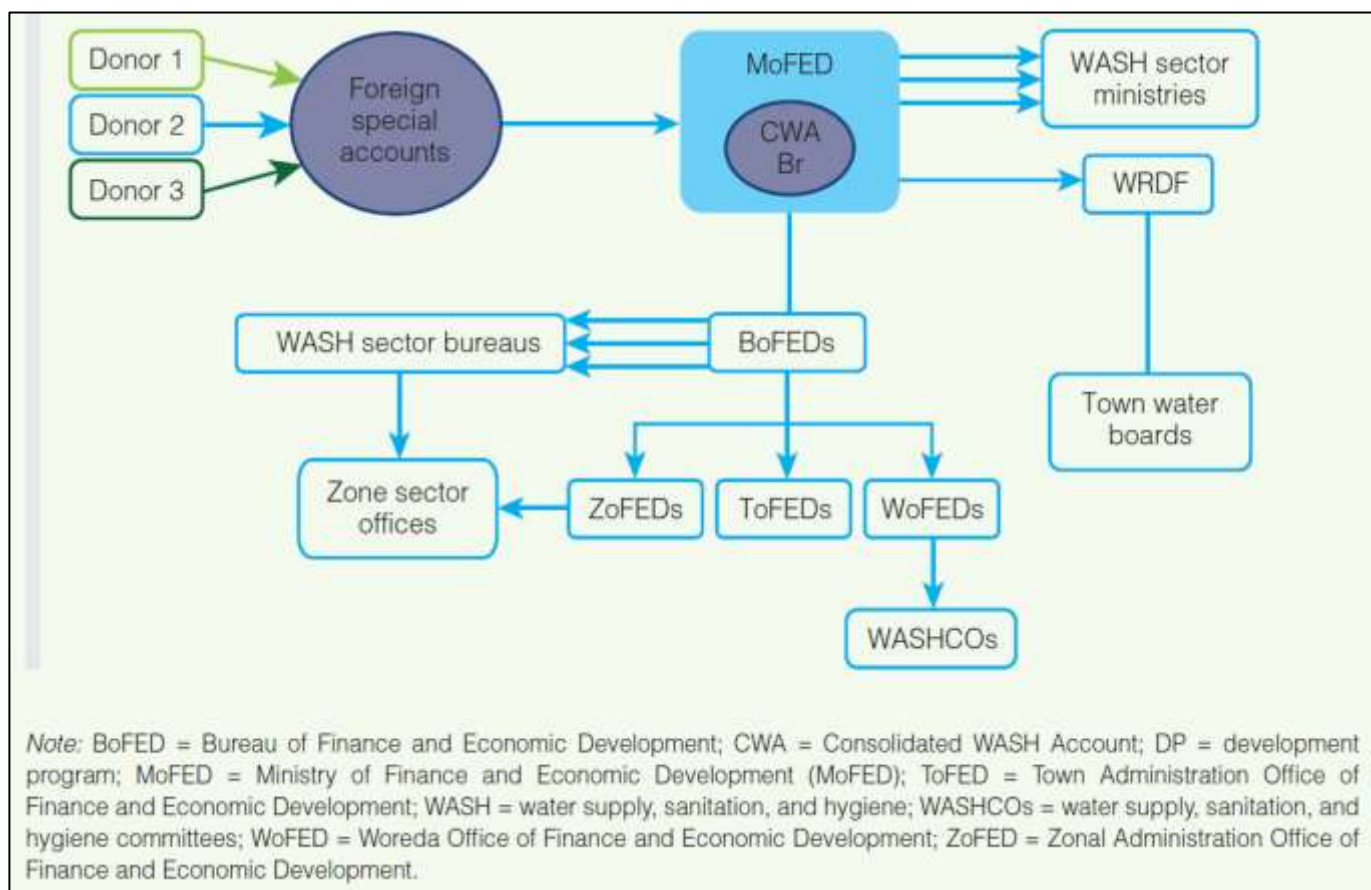 Donor 1
Donor 2
Donor 3
Foreign
special
accounts
MoFED
CWA
Br
WASH sector
ministries
WRDF
WASH sector bureaus
BoFEDs
Town water
boards
Zone sector
offices
ZoFEDs
ToFEDs
WoFEDs
WASHCOs
Note: BoFED = Bureau of Finance and Economic Development; CWA = Consolidated WASH Account; DP = development
program; MoFED = Ministry of Finance and Economic Development (MoFED); ToFED = Town Administration Office of
Finance and Economic Development; WASH = water supply, sanitation, and hygiene; WASHCOs = water supply, sanitation, and
hygiene committees; WoFED = Woreda Office of Finance and Economic Development; ZoFED = Zonal Administration Office of
Finance and Economic Development.